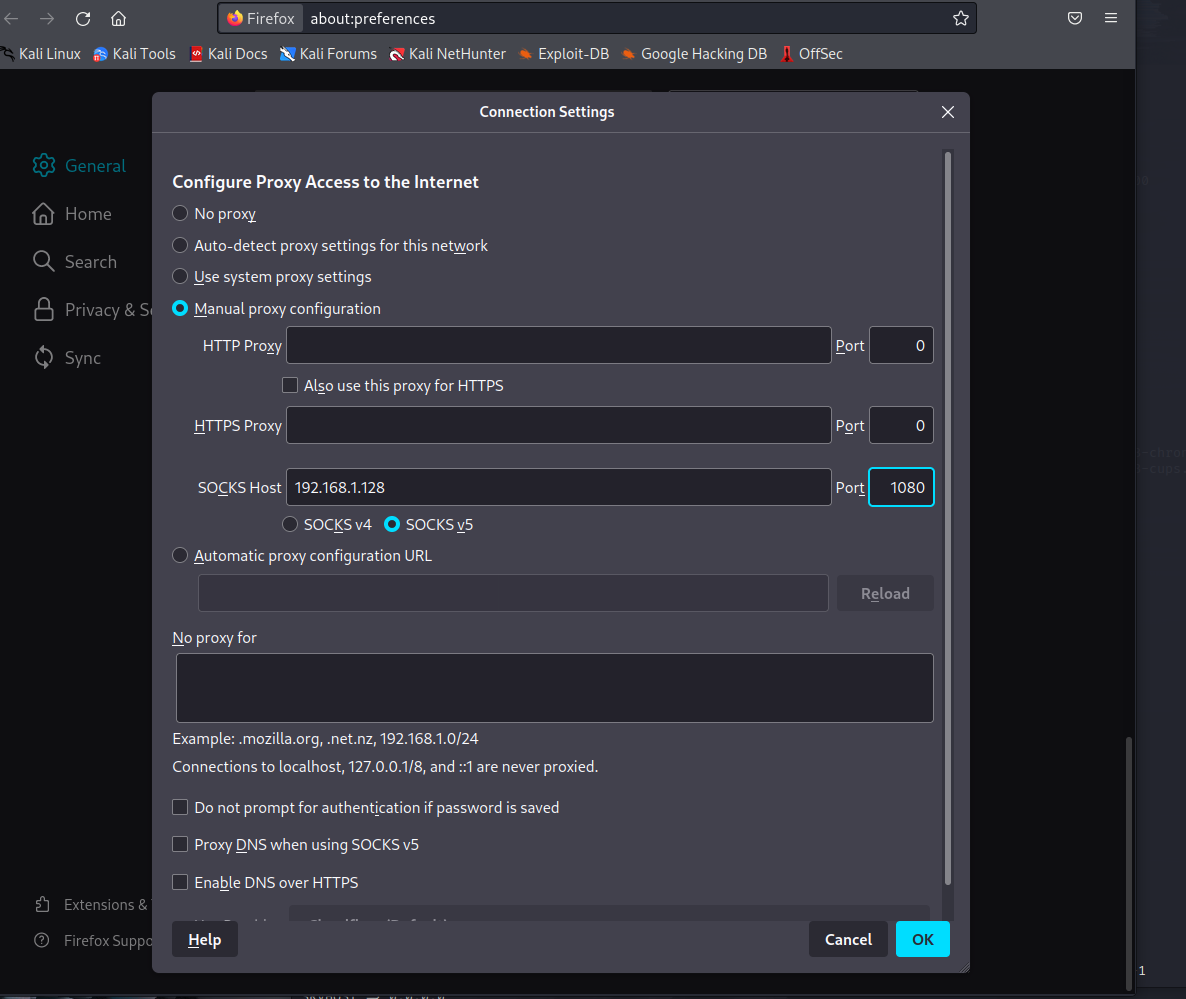 Firefox about:preferences
Kali Linux Kali Tools Kali Docs Kali Forums Kali NetHunter Exploit-DB Google Hacking DB OffSec
Connection Settings
General
Home
Search
Privacy &
Sync
Extensions &
Firefox
Configure Proxy Access to the Internet
No proxy
Auto-detect proxy settings for this network
Use system proxy settings
Manual proxy configuration
HTTP Proxy Port 0
Also use this proxy for HTTPS
HTTPS Proxy Port 0
SOCKS Host 192.168.1.128 Port 1080
SOCKS v4 SOCKS v5
Automatic proxy configuration URL
Reload
No proxy for
Example: .mozilla.org, .net.nz, 192.168.1.0/24
Connections to localhost, 127.0.0.1/8, and ::1 are never proxied.
Do not prompt for authentication if password is saved
Proxy DNS when using SOCKS v5
Enable DNS over HTTPS
Help Cancel OK
1